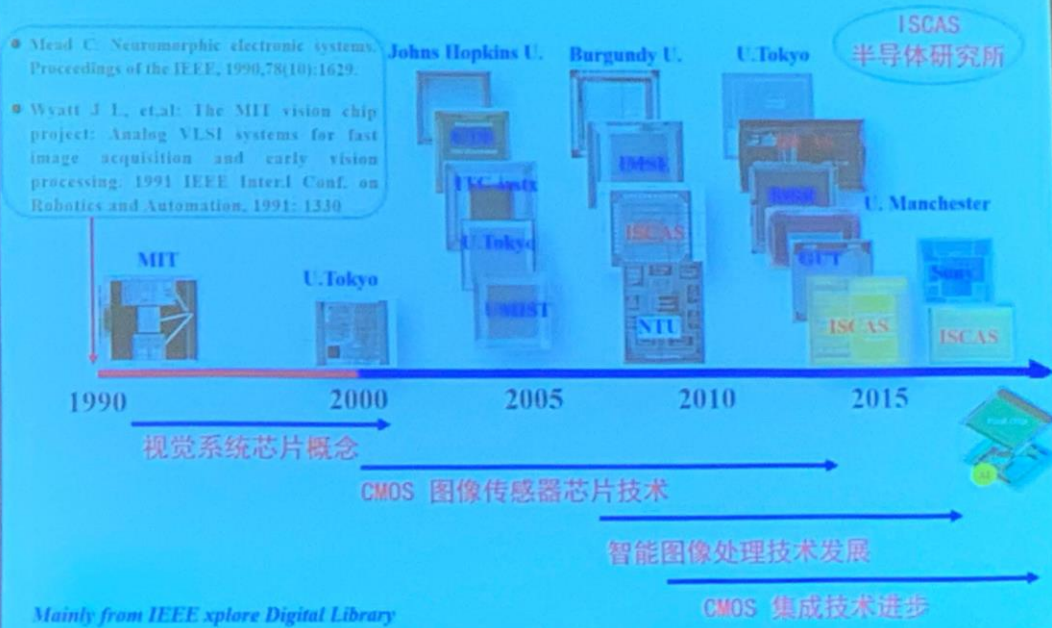 Mead C: Neuromorphic electronic systems.
Proceedings of the IEEE, 1990,78(10):1629.
Wyatt J L, et.al: The MIT vision chip
project: Analog VLSI systems for fast
image acquisition and early vision
processing. 1991 IEEE Inter.l Conf. on
Robotics and Automation, 1991: 1330
ISCAS
半导体研究所
Johns Hopkins U.
Burgundy U.
U.Tokyo
IMSE
ISCAS
U.Tokyo
UMIST
NTU
U. Manchester
GUT
Sony
ISCAS
ISCAS
MIT
U.Tokyo
1990
2000
2005
2010
2015
视觉系统芯片概念
CMOS 图像传感器芯片技术
智能图像处理技术发展
CMOS 集成技术进步
AI
Mainly from IEEE xplore Digital Library